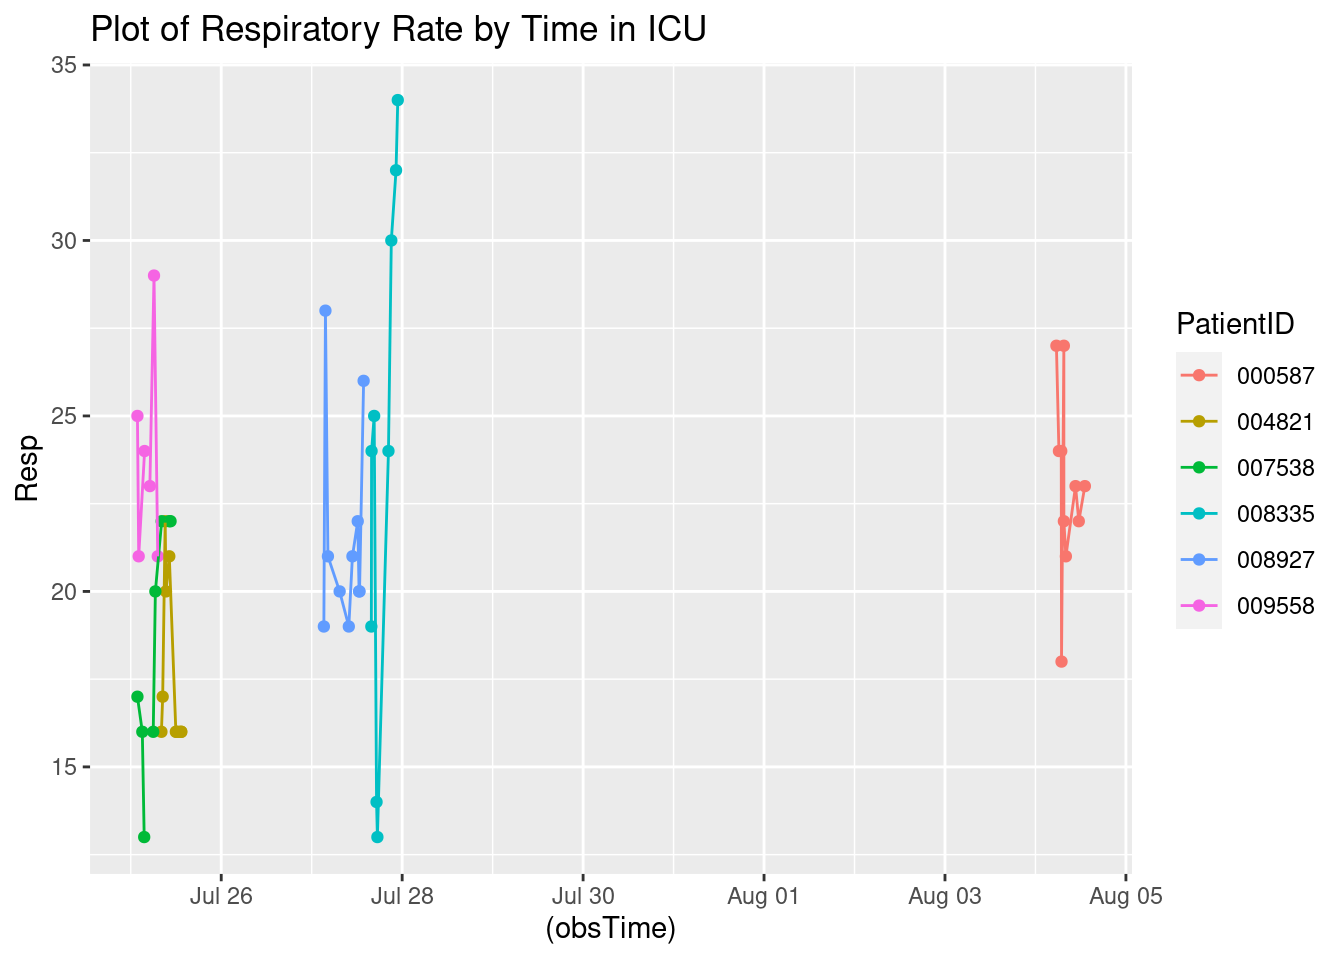 Plot of Respiratory Rate by Time in ICU
35
30
25
20
15
Resp
Jul 26
Jul 28
Jul 30
Aug 01
Aug 03
Aug 05
(obsTime)
PatientID
000587
004821
007538
008335
008927
009558